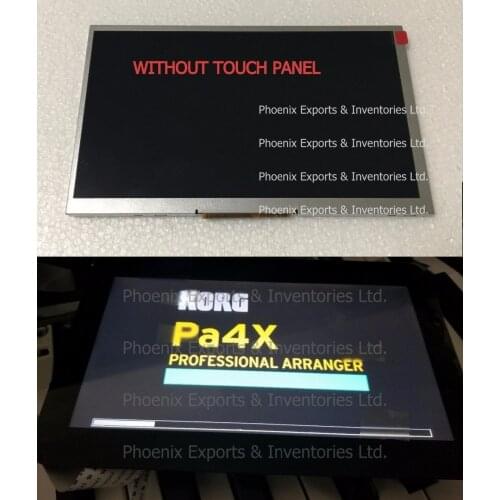 WITHOUT TOUCH PANEL
Phoenix Exports & Inventories Ltd.
Phoenix Exports & Inventories Ltd.
Phoenix Exports & Inventories Ltd.
Phoenix Exports & Inventories Ltd.
KORG
Phoenix Exports & Inventories Ltd.
Pa4X
Phoenix Exports & Inventories Ltd.
PROFESSIONAL ARRANGER
Phoenix Exports & Inventories Ltd.
Phoenix Exports & Inventories Ltd.